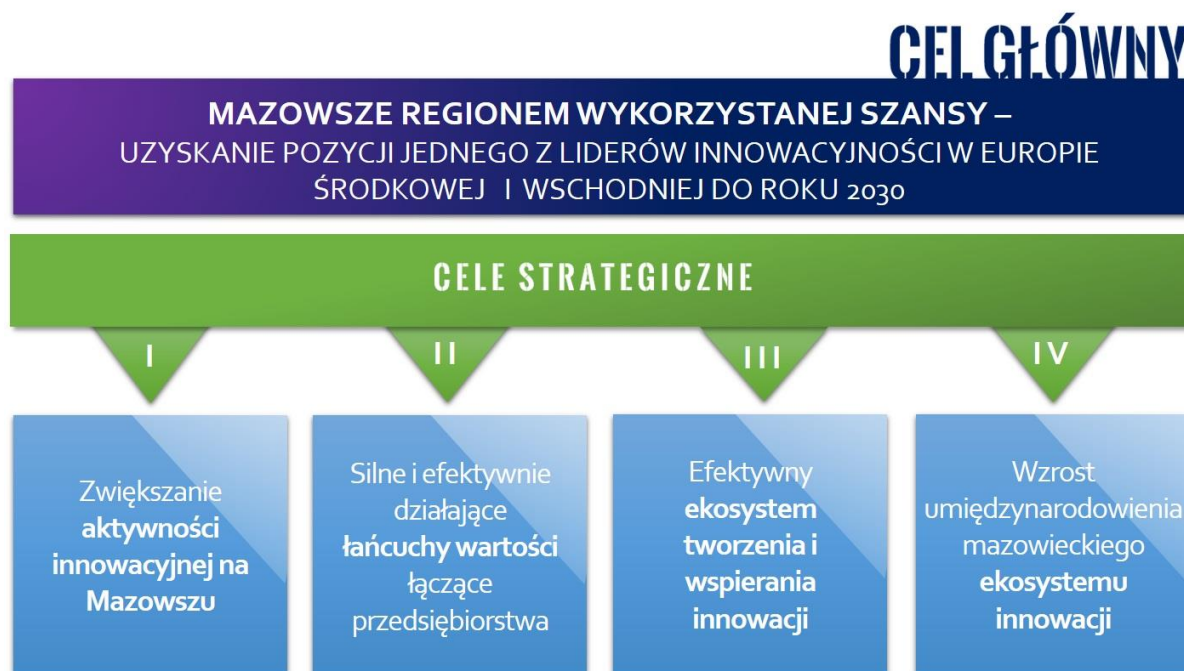 CEL GŁÓWNY
MAZOWSZE REGIONEM WYKORZYSTANEJ SZANSY –
UZYSKANIE POZYCJI JEDNEGO Z LIDERÓW INNOWACYJNOŚCI W EUROPIE
ŚRODKOWEJ I WSCHODNIEJ DO ROKU 2030
CELE STRATEGICZNE
I
II
III
IV
Zwiększanie
aktywności
innowacyjnej na
Mazowszu
Silne i efektywnie
działające
łańcuchy wartości
łączące
przedsiębiorstwa
Efektywny
ekosystem
tworzenia i
wspierania
innowacji
Wzrost
umiędzynarodowienia
mazowieckiego
ekosystemu
innowacji